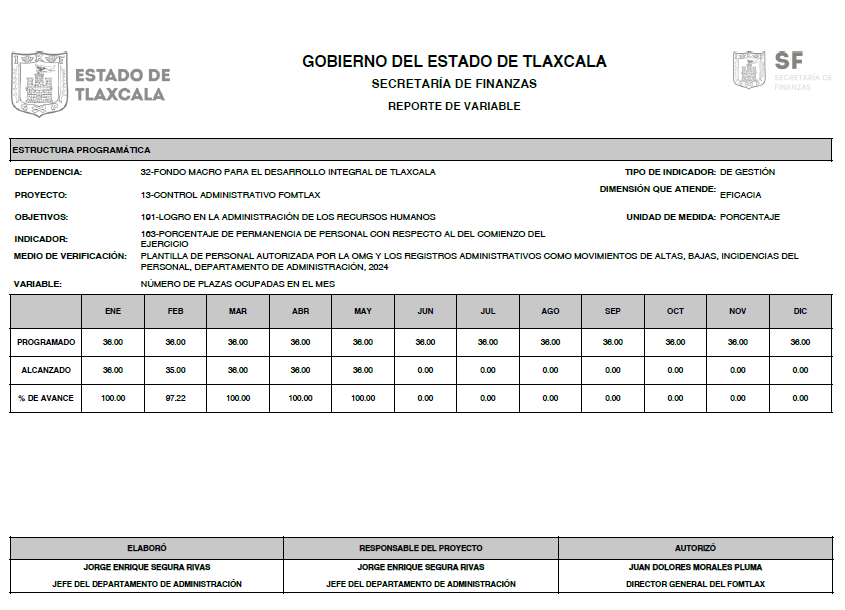 ESTADO DE
TLAXCALA
GOBIERNO DEL ESTADO DE TLAXCALA
SECRETARÍA DE FINANZAS
REPORTE DE VARIABLE
SF
SECRETARÍA DE
FINANZAS
ESTRUCTURA PROGRAMÁTICA
DEPENDENCIA: 32-FONDO MACRO PARA EL DESARROLLO INTEGRAL DE TLAXCALA TIPO DE INDICADOR: DE GESTIÓN
PROYECTO: 13-CONTROL ADMINISTRATIVO FOMTLAX DIMENSIÓN QUE ATIENDE: EFICACIA
OBJETIVOS: 191-LOGRO EN LA ADMINISTRACIÓN DE LOS RECURSOS HUMANOS UNIDAD DE MEDIDA: PORCENTAJE
INDICADOR: 163-PORCENTAJE DE PERMANENCIA DE PERSONAL CON RESPECTO AL DEL COMIENZO DEL
EJERCICIO
MEDIO DE VERIFICACIÓN: PLANTILLA DE PERSONAL AUTORIZADA POR LA OMG Y LOS REGISTROS ADMINISTRATIVOS COMO MOVIMIENTOS DE ALTAS, BAJAS, INCIDENCIAS DEL
PERSONAL, DEPARTAMENTO DE ADMINISTRACIÓN, 2024
VARIABLE: NÚMERO DE PLAZAS OCUPADAS EN EL MES
ENE FEB MAR ABR MAY JUN JUL AGO SEP OCT NOV DIC
PROGRAMADO 36.00 36.00 36.00 36.00 36.00 36.00 36.00 36.00 36.00 36.00 36.00 36.00
ALCANZADO 36.00 35.00 36.00 36.00 36.00 0.00 0.00 0.00 0.00 0.00 0.00 0.00
% DE AVANCE 100.00 97.22 100.00 100.00 100.00 0.00 0.00 0.00 0.00 0.00 0.00 0.00
ELABORÓ RESPONSABLE DEL PROYECTO AUTORIZÓ
JORGE ENRIQUE SEGURA RIVAS JORGE ENRIQUE SEGURA RIVAS JUAN DOLORES MORALES PLUMA
JEFE DEL DEPARTAMENTO DE ADMINISTRACIÓN JEFE DEL DEPARTAMENTO DE ADMINISTRACIÓN DIRECTOR GENERAL DEL FOMTLAX